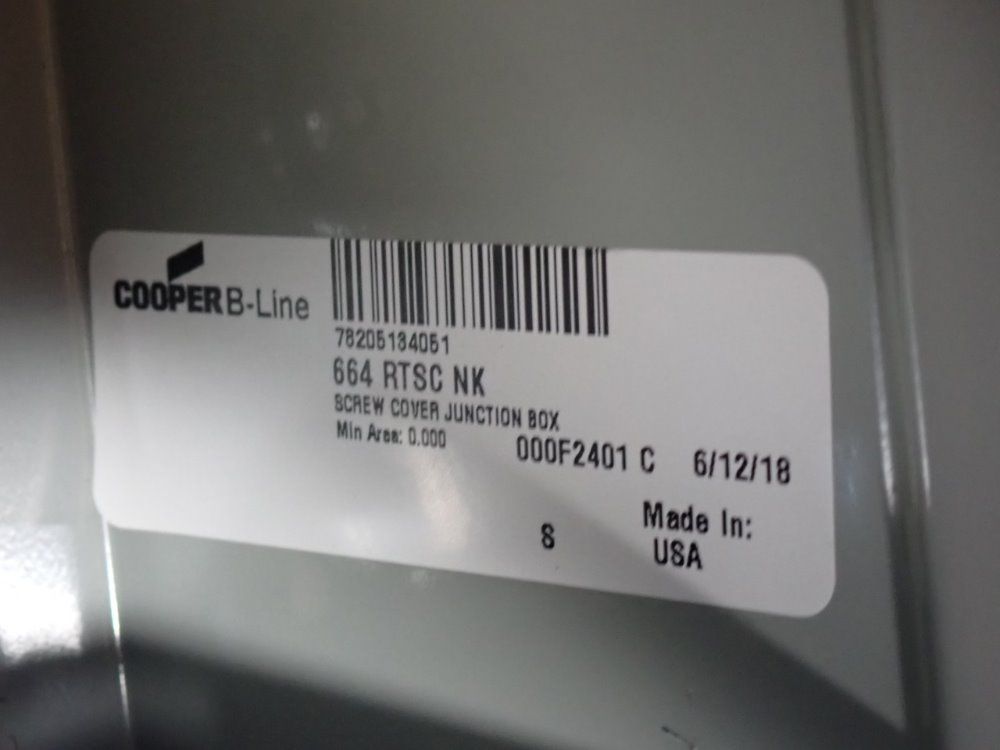 COOPER B-Line
78205134051
664 RTSC NK
SCREW COVER JUNCTION BOX
Min Area: 0.000
000F2401 C 6/12/18
S
Made In:
USA